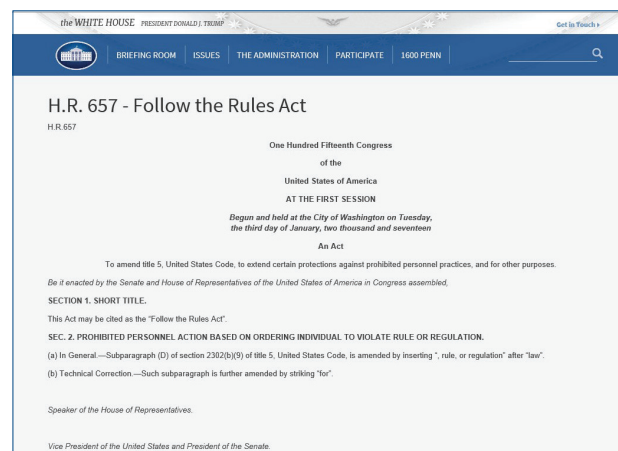 the WHITE HOUSE PRESIDENT DONALD J. TRUMP
Get in Touch
BRIEFING ROOM
ISSUES
THE ADMINISTRATION
PARTICIPATE
1600 PENN
H.R. 657 - Follow the Rules Act
H.R.657
One Hundred Fifteenth Congress
of the
United States of America
AT THE FIRST SESSION
Begun and held at the City of Washington on Tuesday,
the third day of January, two thousand and seventeen
An Act
To amend title 5, United States Code, to extend certain protections against prohibited personnel practices, and for other purposes.
Be it enacted by the Senate and House of Representatives of the United States of America in Congress assembled,
SECTION 1. SHORT TITLE.
This Act may be cited as the “Follow the Rules Act”.
SEC. 2. PROHIBITED PERSONNEL ACTION BASED ON ORDERING INDIVIDUAL TO VIOLATE RULE OR REGULATION.
(a) In General.—Subparagraph (D) of section 2302(b)(9) of title 5, United States Code, is amended by inserting “, rule, or regulation” after “law”.
(b) Technical Correction.—Such subparagraph is further amended by striking “for”.
Speaker of the House of Representatives.
Vice President of the United States and President of the Senate.